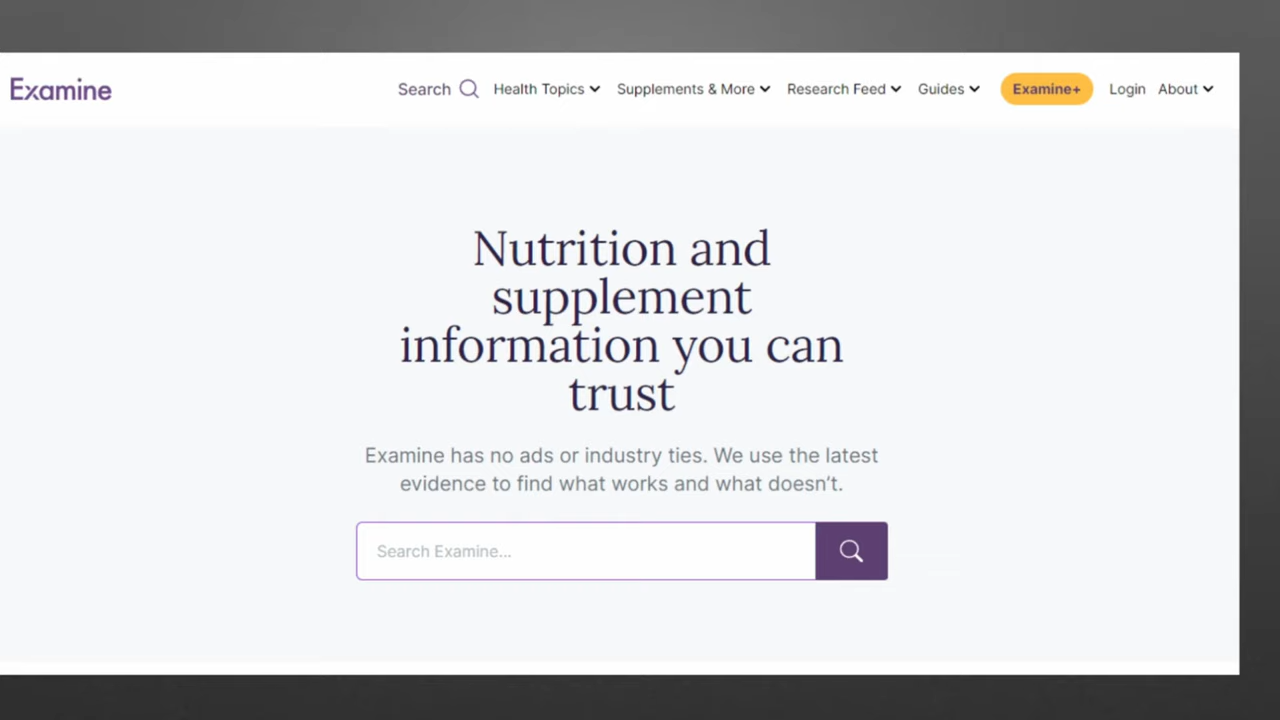 Examine
Search Health Topics Supplements & More Research Feed Guides Examine+ Login About
Nutrition and
supplement
information you can
trust
Examine has no ads or industry ties. We use the latest
evidence to find what works and what doesn't.
Search Examine...